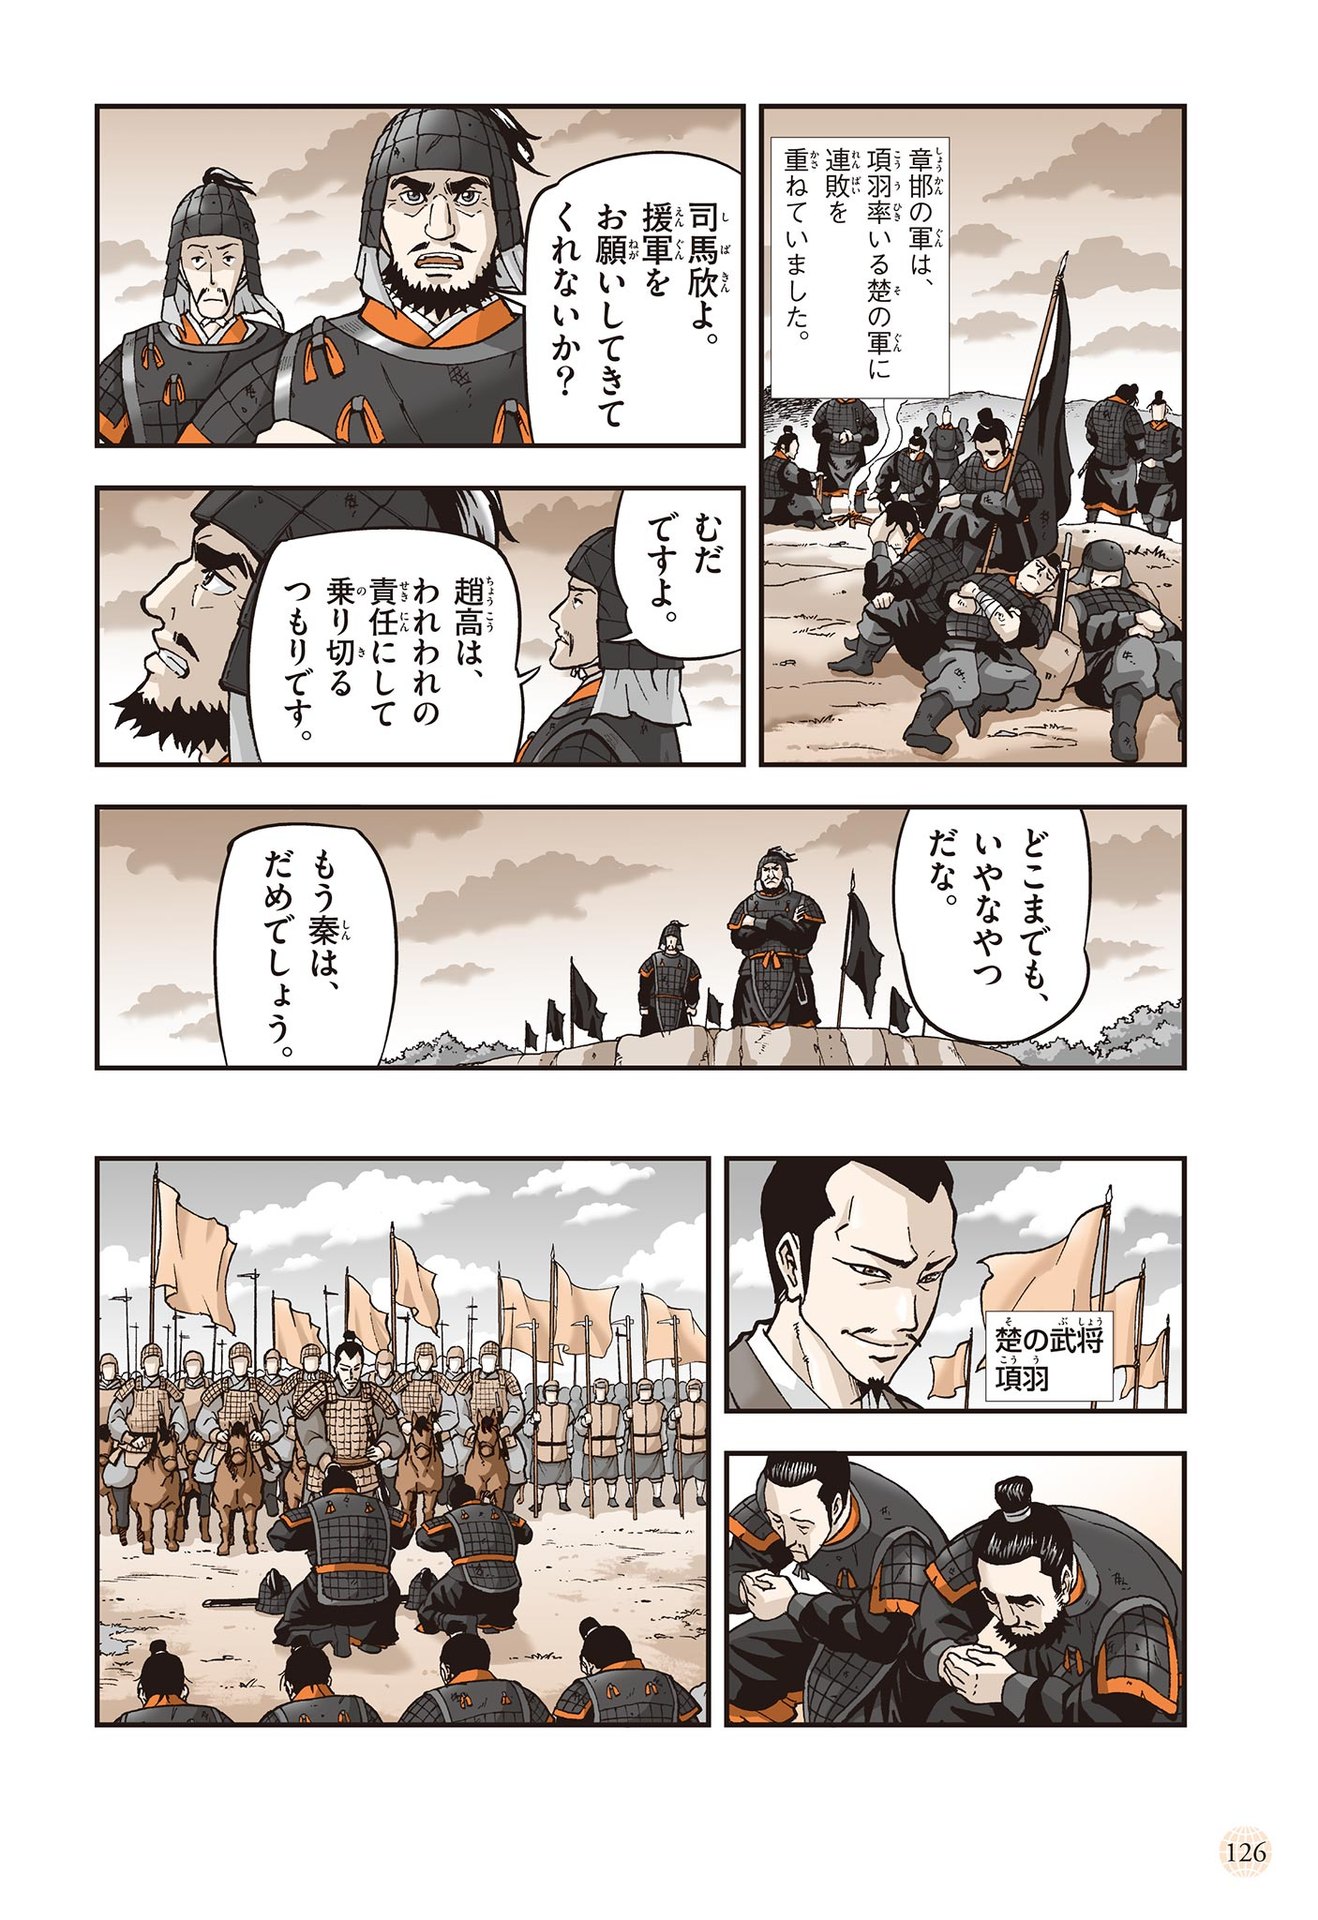 章邯の軍は、
項羽率いる楚の軍に
連敗を
重ねていました。
司馬欣よ。
援軍を
お願いしてきて
くれないか？
むだ
ですよ。
趙高は、
われわれの
責任にして
乗り切る
つもりです。
どこまでも、
いやなやつ
だな。
もう秦は、
だめでしょう。
楚の武将
項羽
126